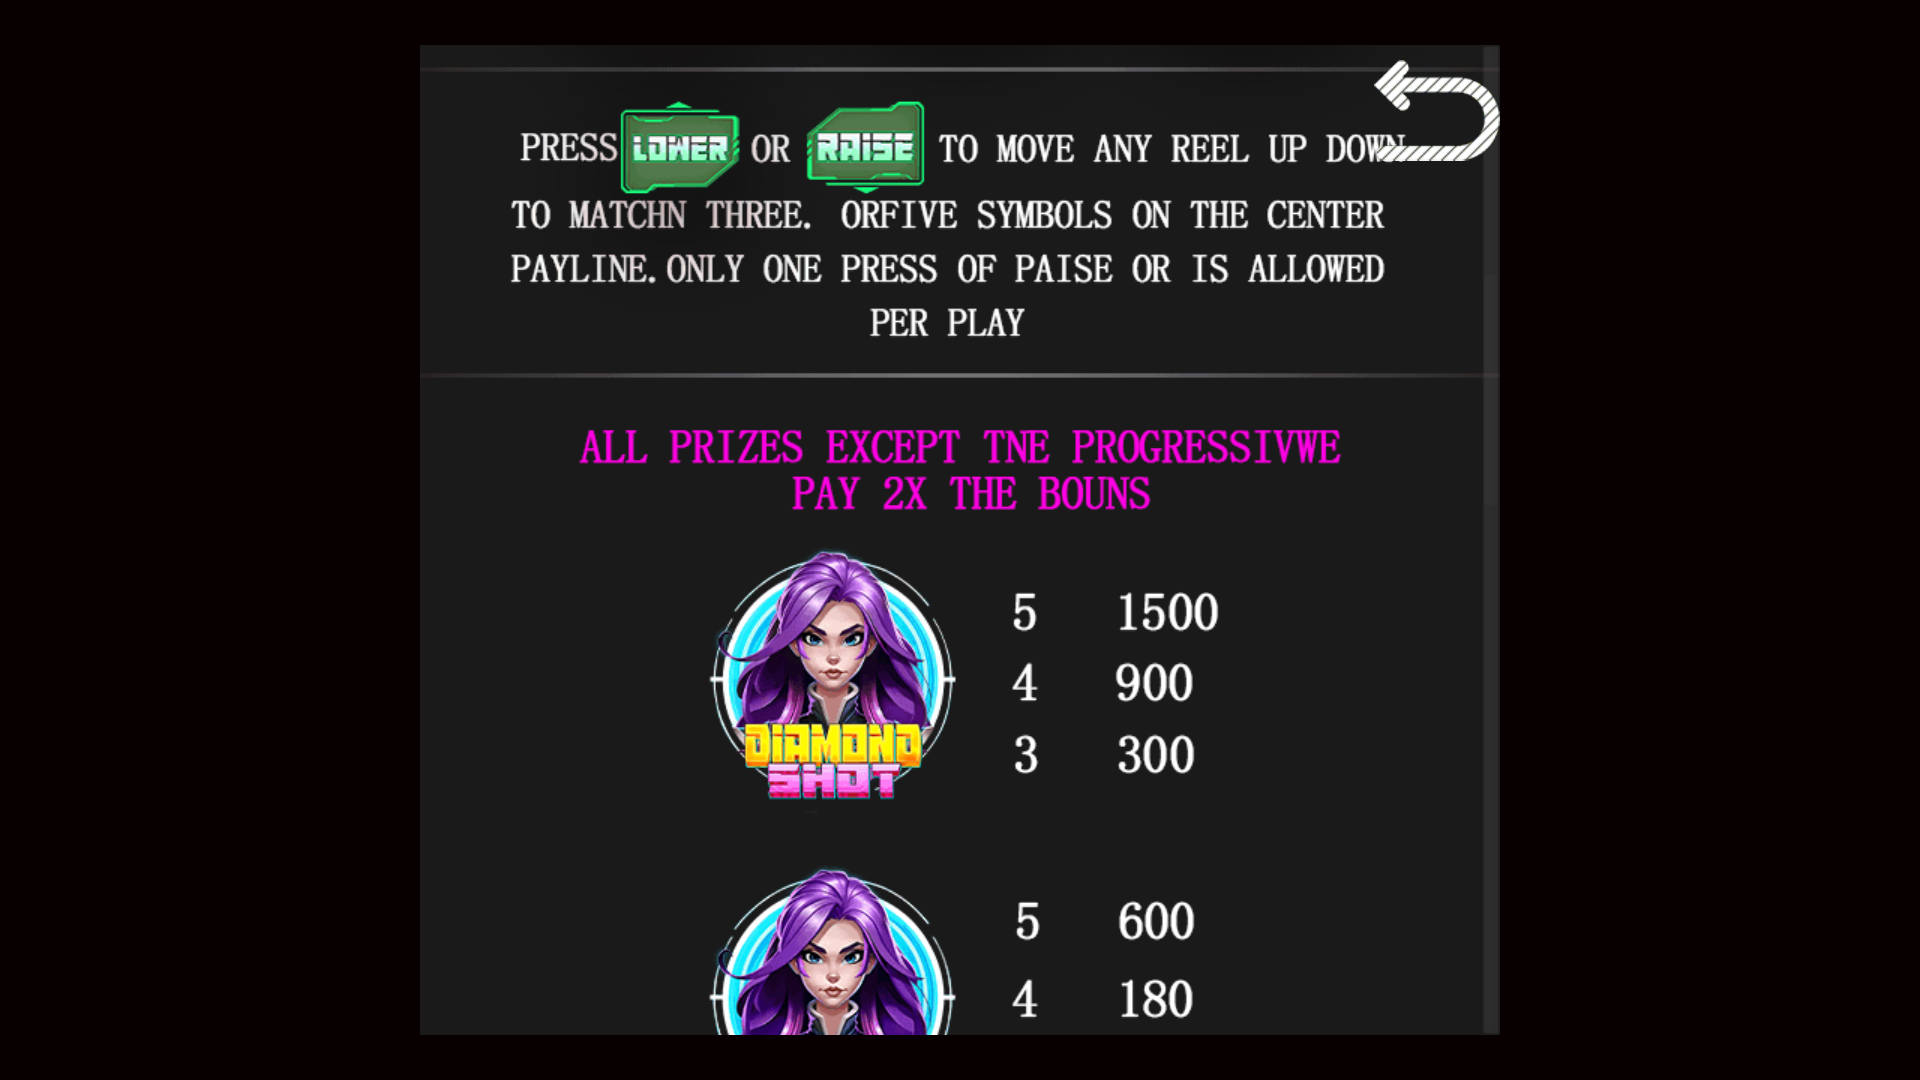 PRESS LOWER OR RAISE TO MOVE ANY REEL UP DOWN
TO MATCHN THREE. ORFIVE SYMBOLS ON THE CENTER
PAYLINE.ONLY ONE PRESS OF PAISE OR IS ALLOWED
PER PLAY
ALL PRIZES EXCEPT TNE PROGRESSIVWE
PAY 2X THE BOUNS
5 1500
4 900
3 300
DIAMOND
SHOT
5 600
4 180